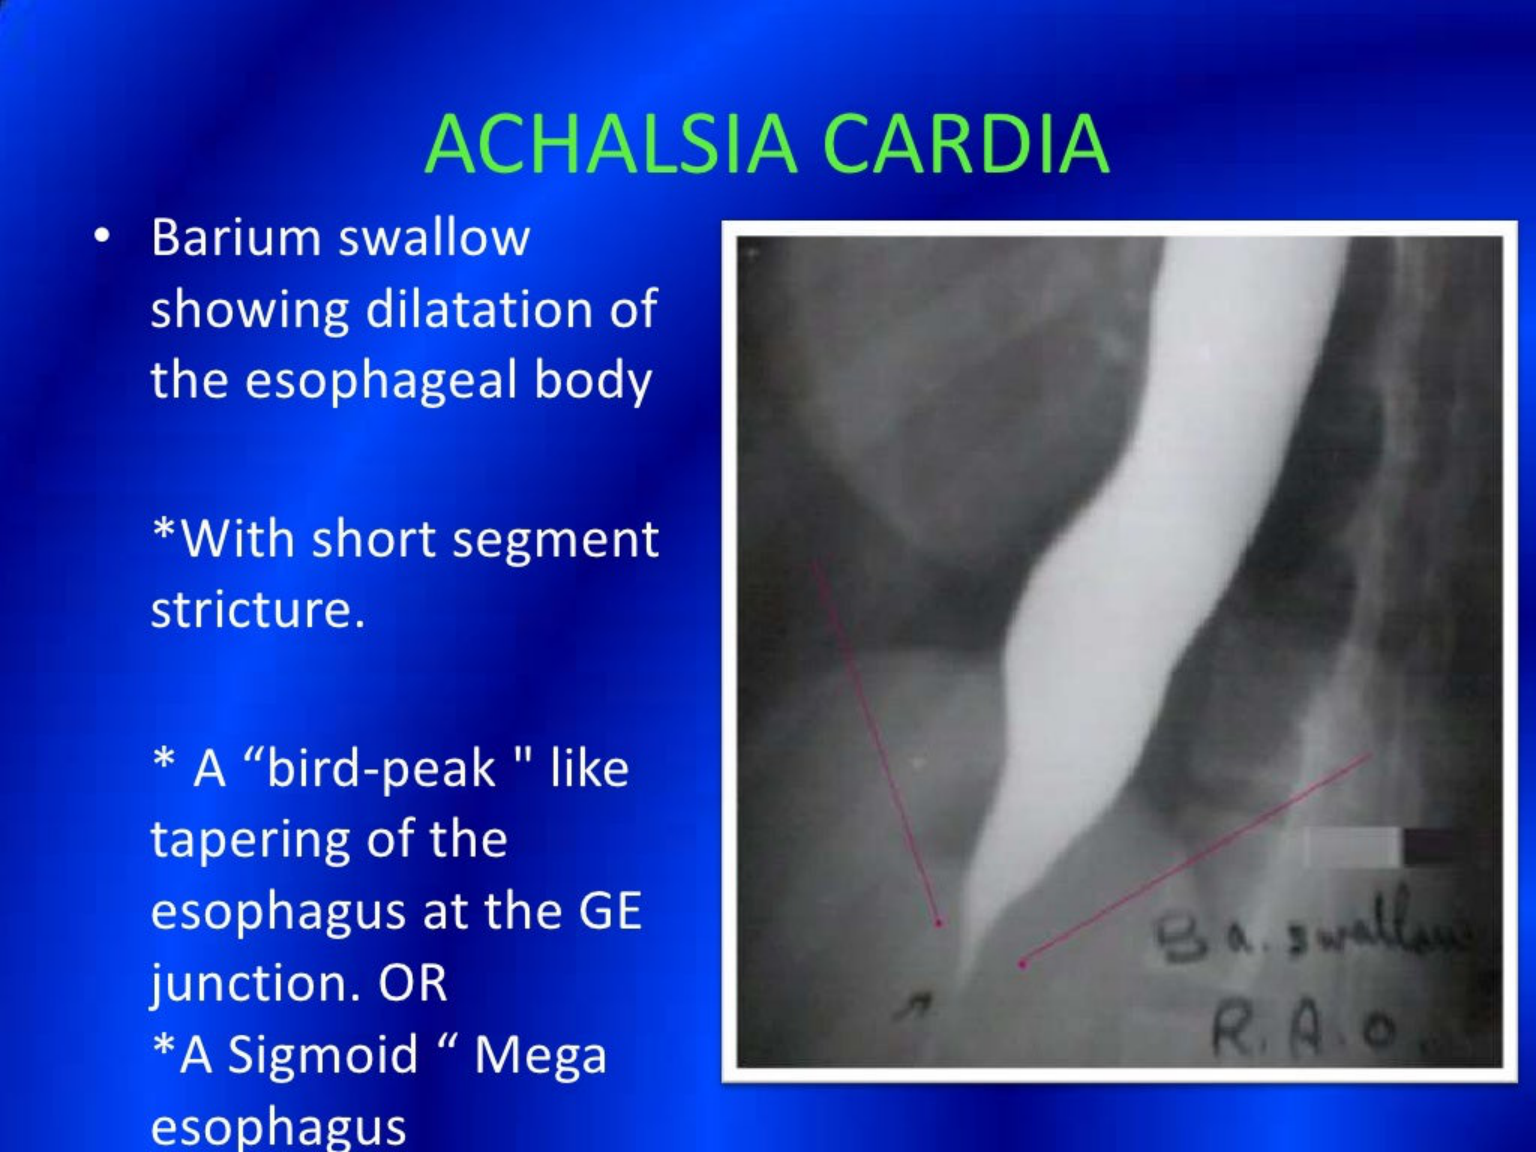 ACHALSIA CARDIA
• Barium swallow
showing dilatation of
the esophageal body
*With short segment
stricture.
* A “bird-peak " like
tapering of the
esophagus at the GE
junction. OR
*A Sigmoid “ Mega
esophagus
Ba. swallow
R.A.O.